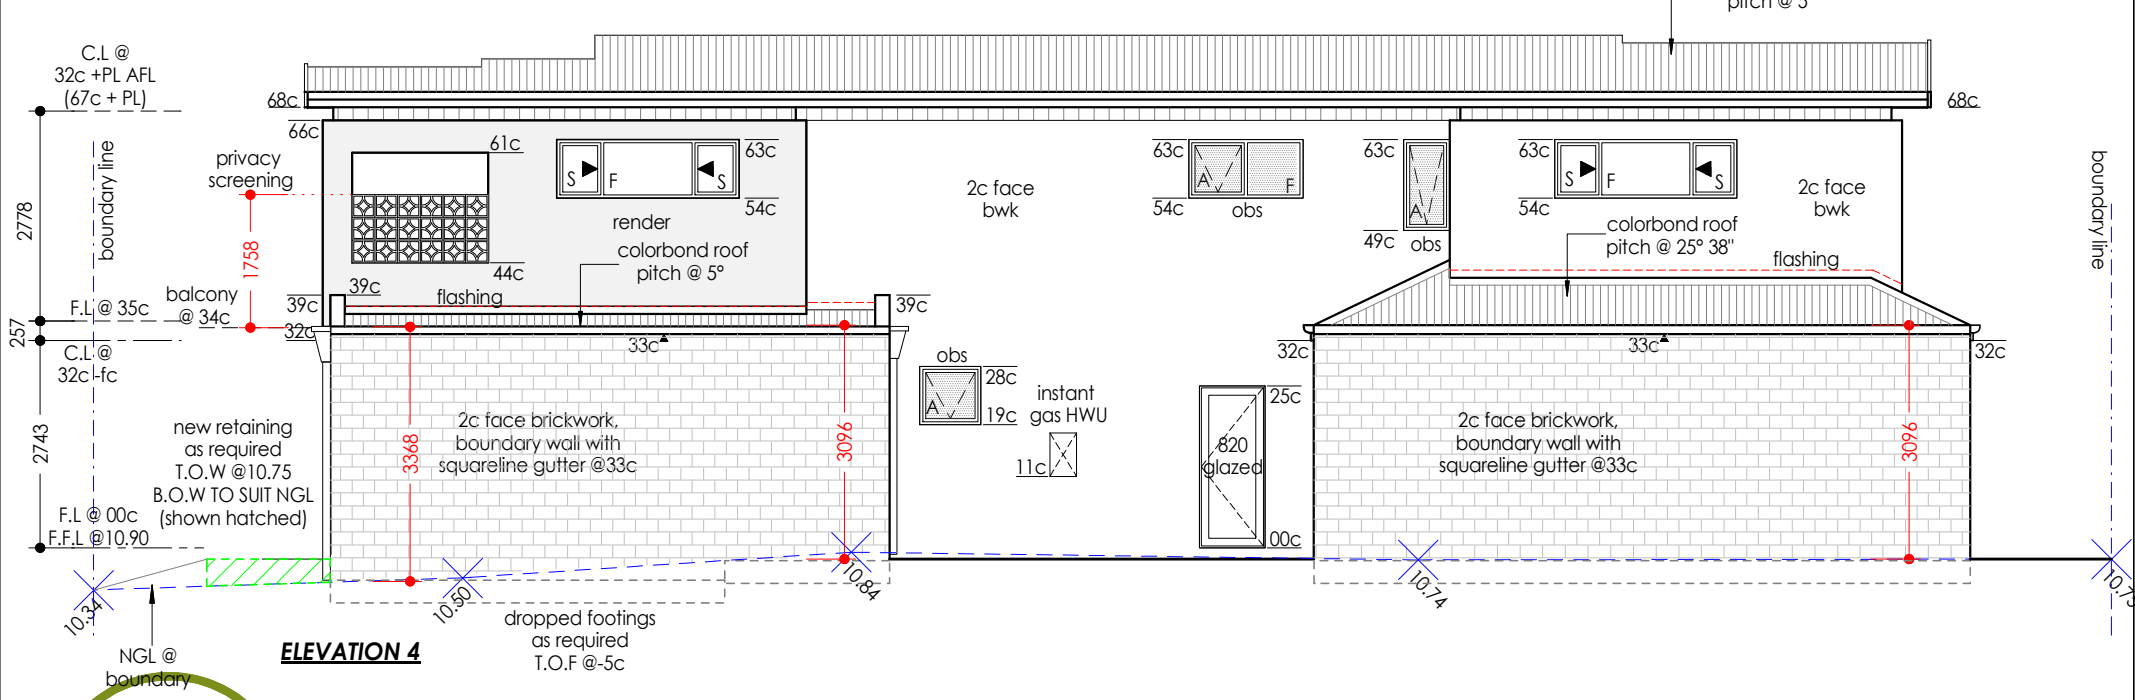 pitch @ 5
C.L @
32c +PL AFL
(67c + PL)
68c
68c
66c
61c
63c
63c
63c
63c
privacy
screening
boundary line
boundary line
S
F
S
A
F
A
S
F
S
54c
54c
54c
obs
49c
obs
2c face
bwk
2c face
bwk
render
colorbond roof
pitch @ 5°
colorbond roof
pitch @ 25° 38"
flashing
2778
1758
44c
39c
39c
39c
flashing
balcony
@ 34c
F.L @ 35c
257
32c
33c
33c
32c
32c
C.L @
32c -fc
obs
28c
A
19c
instant
gas HWU
11c
25c
820
glazed
00c
2743
new retaining
as required
T.O.W @10.75
B.O.W TO SUIT NGL
(shown hatched)
2c face brickwork,
boundary wall with
squareline gutter @33c
2c face brickwork,
boundary wall with
squareline gutter @33c
3368
3096
3096
F.L @ 00c
F.F.L @10.90
10.34
10.50
10.84
10.74
10.75
dropped footings
as required
T.O.F @-5c
ELEVATION 4
NGL @
boundary